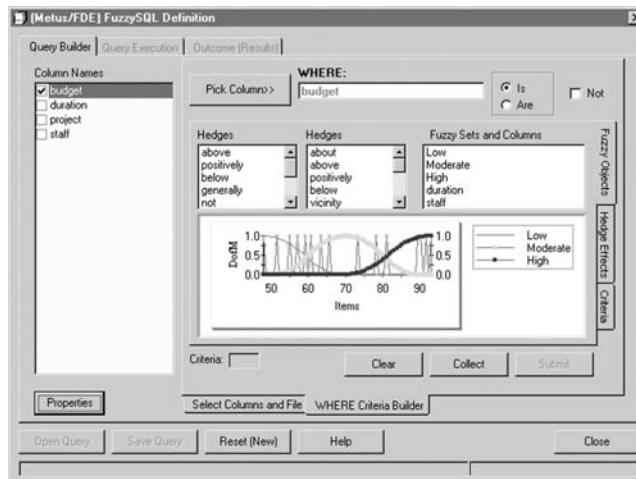 (Metus/FDE) FuzzySQL Definition
Query Builder Query Execution Outcome (Results)
Column Names
budget
duration
project
staff
Pick Column>>
WHERE:
budget
Is
Are
Not
Hedges
above
positively
below
generally
not
Hedges
about
above
positively
below
vicinity
Fuzzy Sets and Columns
Low
Moderate
High
duration
staff
Fuzzy Objects
Hedge Effects
Criteria
DofM
1.0
0.5
0.0
1.0
0.5
0.0
50 60 70 80 90
Items
Low
Moderate
High
Criteria:
Clear Collect Submit
Properties
Select Columns and File WHERE Criteria Builder
Open Query Save Query Reset (New) Help Close